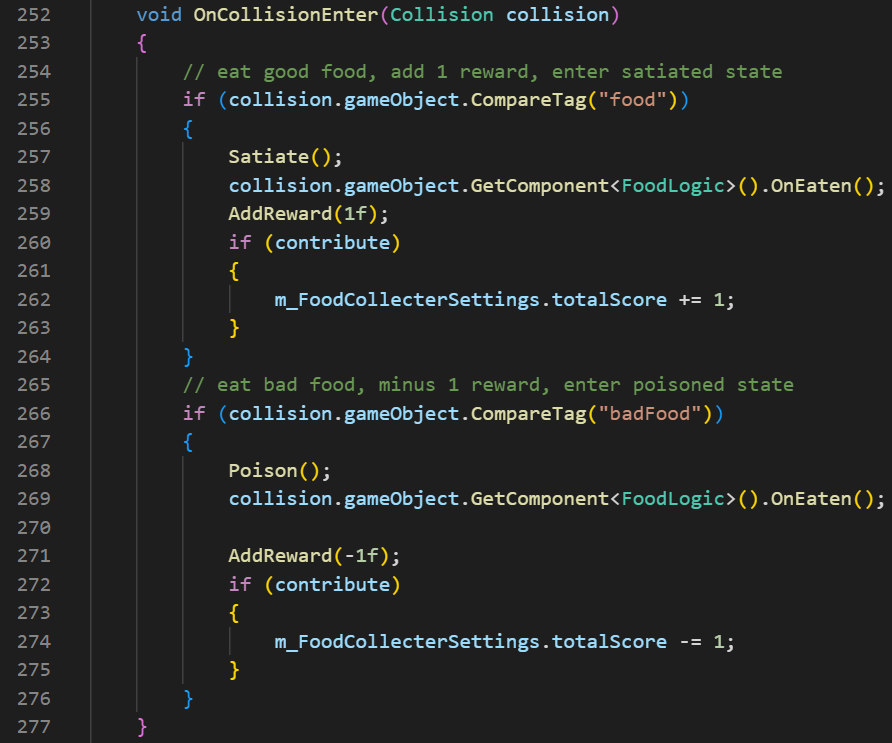 252 void OnCollisionEnter(Collision collision)
253 {
254 // eat good food, add 1 reward, enter satiated state
255 if (collision.gameObject.CompareTag("food"))
256 {
257 Satiate();
258 collision.gameObject.GetComponent<FoodLogic>().OnEaten();
259 AddReward(1f);
260 if (contribute)
261 {
262 m_FoodCollecterSettings.totalScore += 1;
263 }
264 }
265 // eat bad food, minus 1 reward, enter poisoned state
266 if (collision.gameObject.CompareTag("badFood"))
267 {
268 Poison();
269 collision.gameObject.GetComponent<FoodLogic>().OnEaten();
270
271 AddReward(-1f);
272 if (contribute)
273 {
274 m_FoodCollecterSettings.totalScore -= 1;
275 }
276 }
277 }